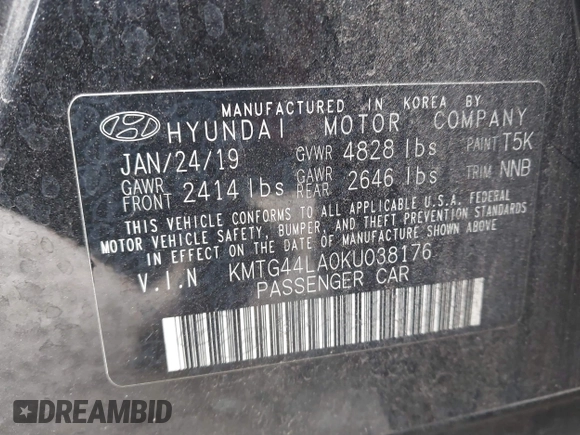 MANUFACTURED IN KOREA BY
HYUNDAI MOTOR COMPANY
JAN/24/19 GVWR 4828 lbs PAINT T5K
GAWR FRONT 2414 lbs GAWR REAR 2646 lbs TRIM NNB
THIS VEHICLE CONFORMS TO ALL APPLICABLE U.S.A. FEDERAL
MOTOR VEHICLE SAFETY, BUMPER, AND THEFT PREVENTION STANDARDS
IN EFFECT ON THE DATE OF MANUFACTURE SHOWN ABOVE.
V.I.N KMTG44LA0KU038176
PASSENGER CAR
DREAMBID